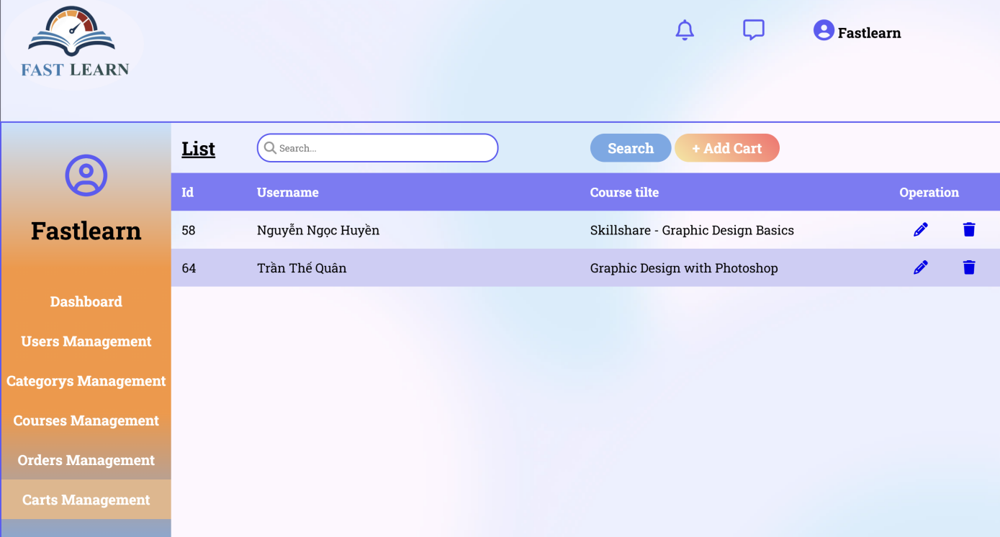 FAST LEARN
Fastlearn
List
Search...
Search
+ Add Cart
Id Username Course tilte Operation
58 Nguyễn Ngọc Huyền Skillshare - Graphic Design Basics
64 Trần Thế Quân Graphic Design with Photoshop
Fastlearn
Dashboard
Users Management
Categorys Management
Courses Management
Orders Management
Carts Management